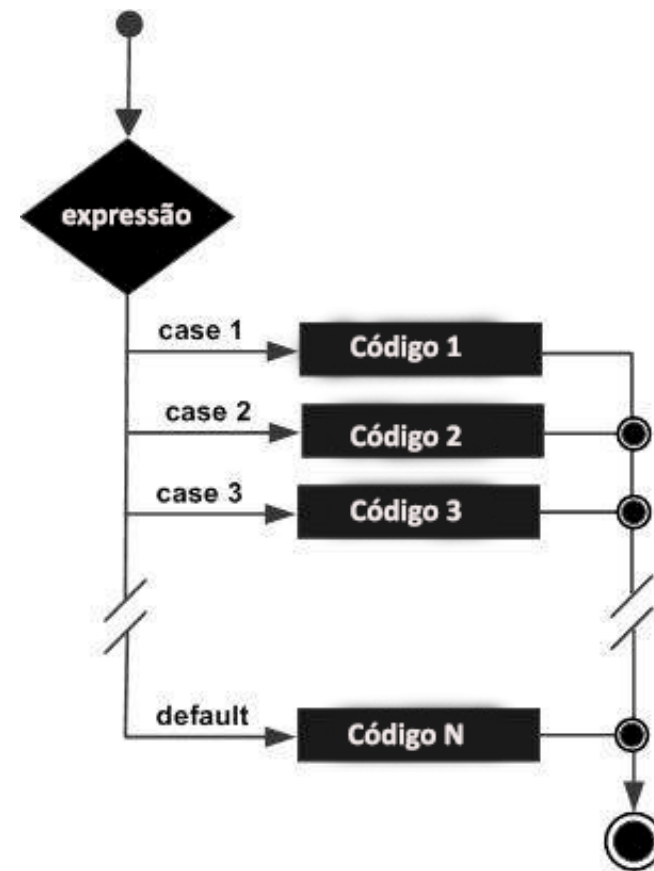 expressão
case 1
Código 1
case 2
Código 2
case 3
Código 3
default
Código N